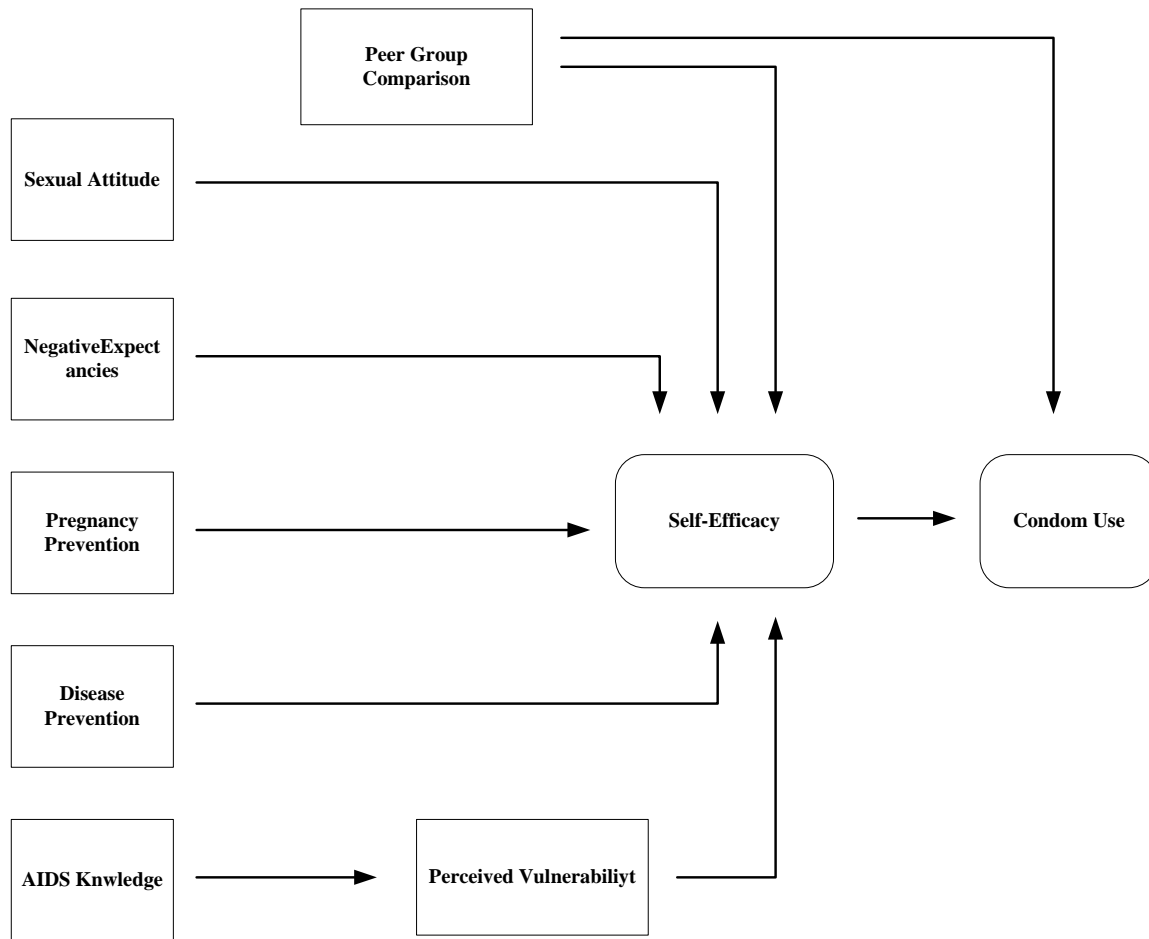 Peer Group
Comparison
Sexual Attitude
NegativeExpect
ancies
Pregnancy
Prevention
Self-Efficacy
Condom Use
Disease
Prevention
AIDS Knwledge
Perceived Vulnerabiliyt